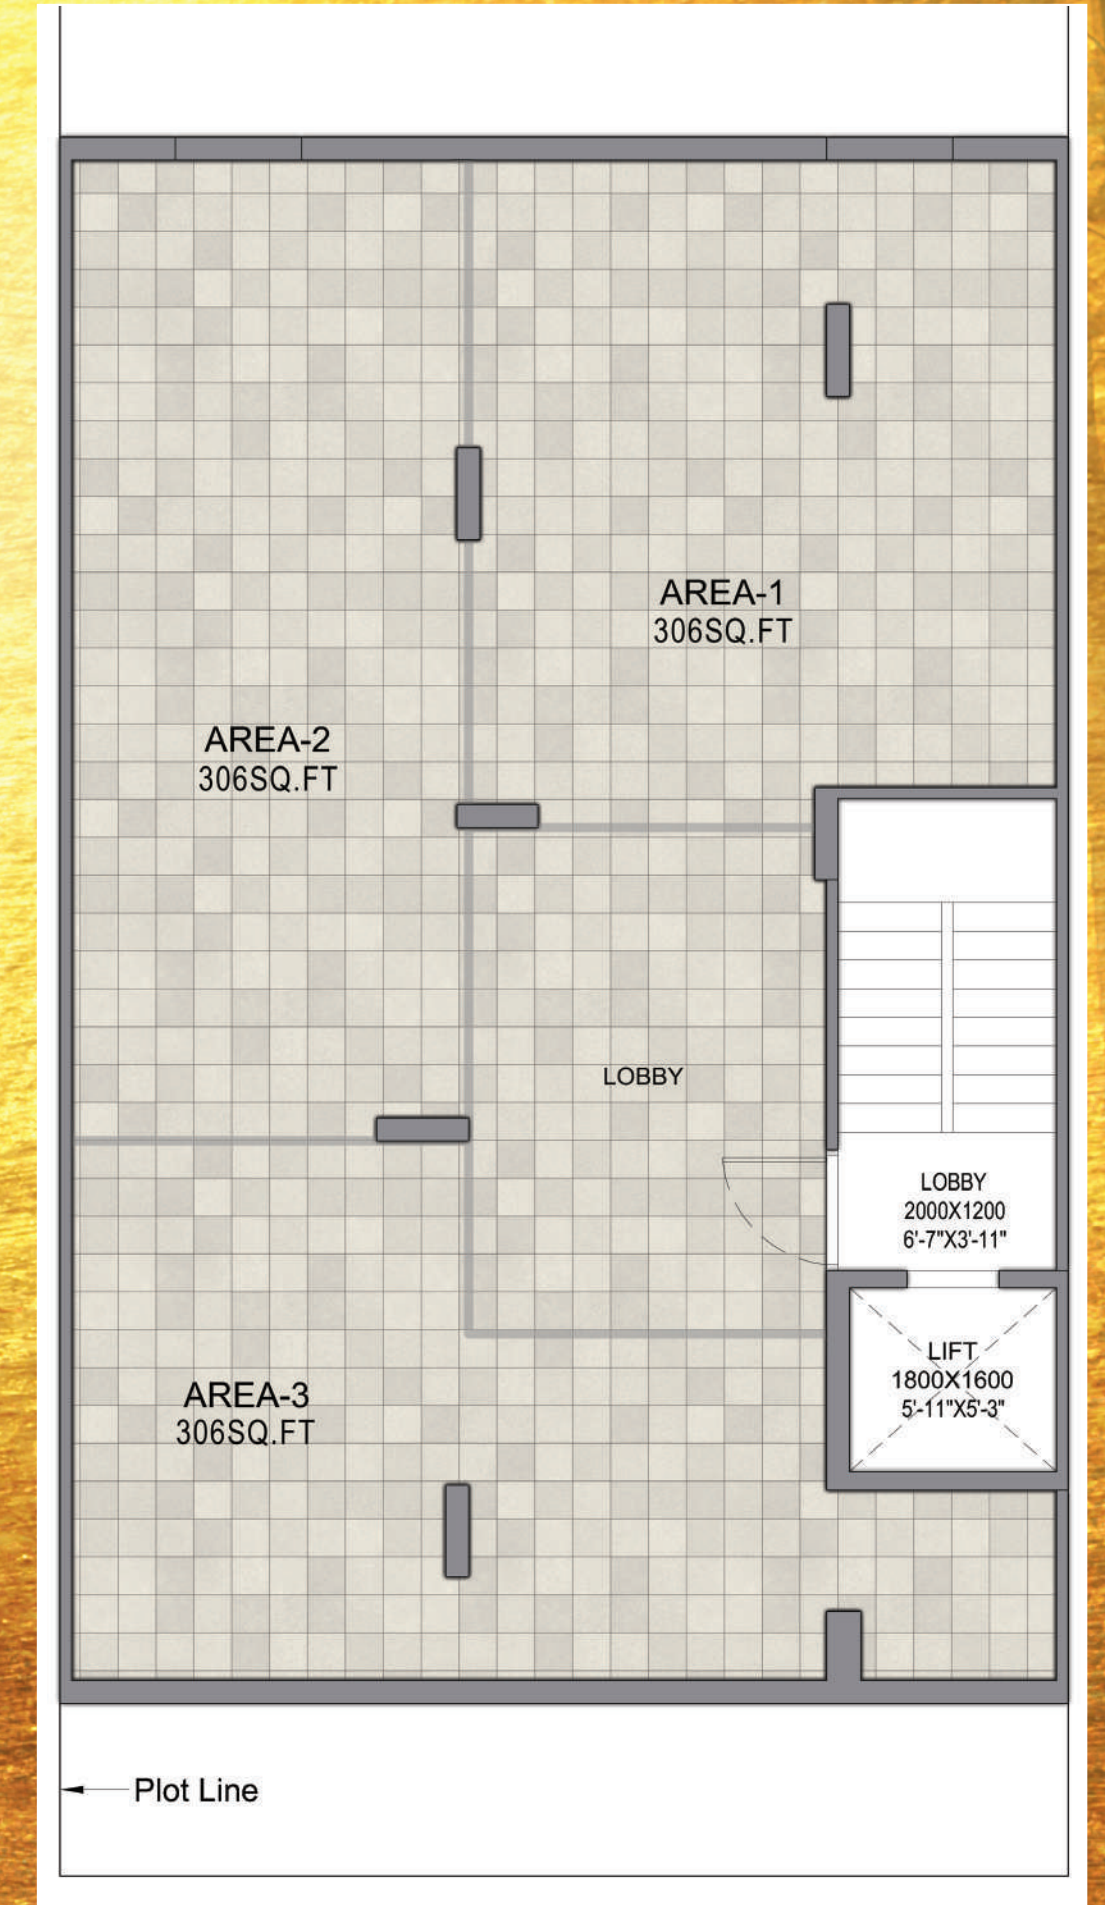 AREA-1
306SQ.FT
AREA-2
306SQ.FT
LOBBY
LOBBY
2000X1200
6'-7"X3'-11"
LIFT
1800X1600
5'-11"X5'-3"
AREA-3
306SQ.FT
Plot Line